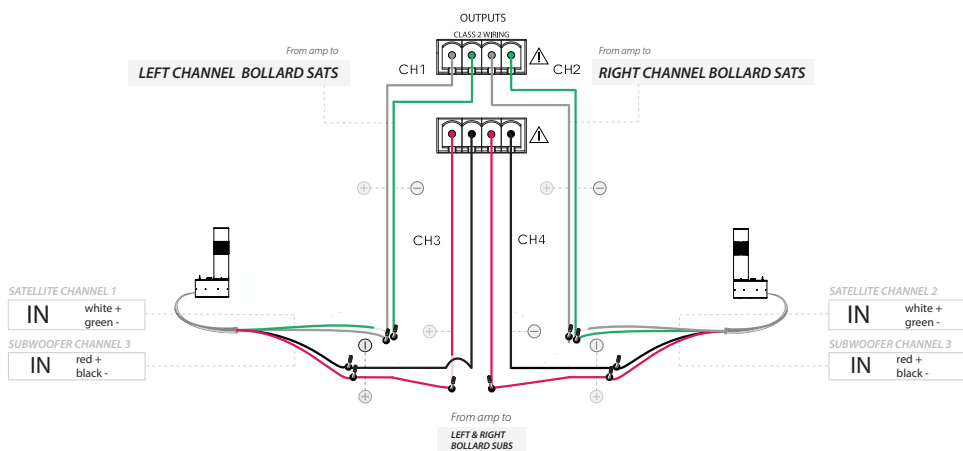 OUTPUTS
CLASS 2 WIRING
From amp to
LEFT CHANNEL BOLLARD SATS
CH1
CH2
From amp to
RIGHT CHANNEL BOLLARD SATS
CH3
CH4
SATELLITE CHANNEL 1
IN white +
green -
SUBWOOFER CHANNEL 3
IN red +
black -
SATELLITE CHANNEL 2
IN white +
green -
SUBWOOFER CHANNEL 3
IN red +
black -
From amp to
LEFT & RIGHT
BOLLARD SUBS